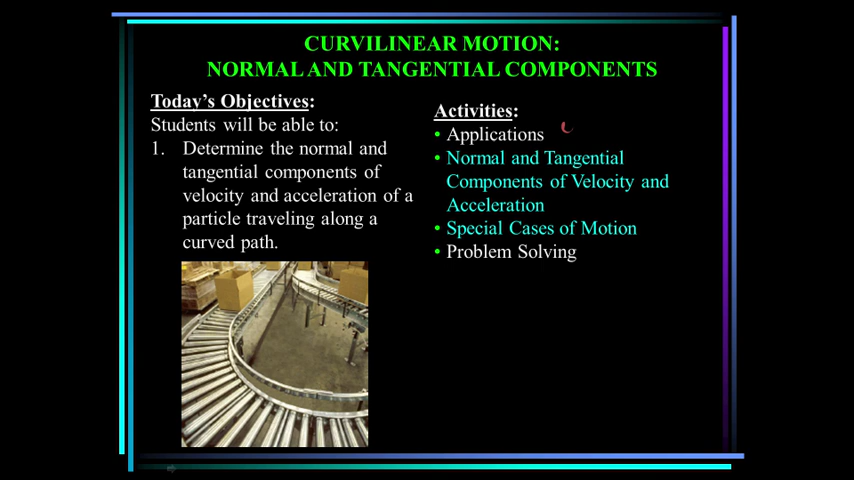 CURVILINEAR MOTION:
NORMAL AND TANGENTIAL COMPONENTS
Today's Objectives:
Students will be able to:
1. Determine the normal and
tangential components of
velocity and acceleration of a
particle traveling along a
curved path.
Activities:
• Applications
• Normal and Tangential
Components of Velocity and
Acceleration
• Special Cases of Motion
• Problem Solving